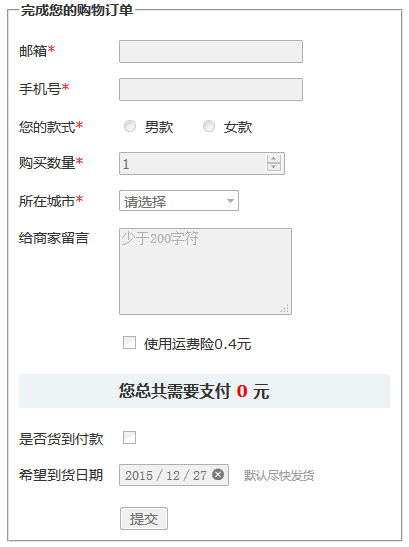 完成您的购物订单
邮箱*
手机号*
您的款式* 男款 女款
购买数量* 1
所在城市* 请选择
给商家留言 少于200字符
使用运费险0.4元
您总共需要支付 0 元
是否货到付款
希望到货日期 2015 / 12 / 27 默认尽快发货
提交